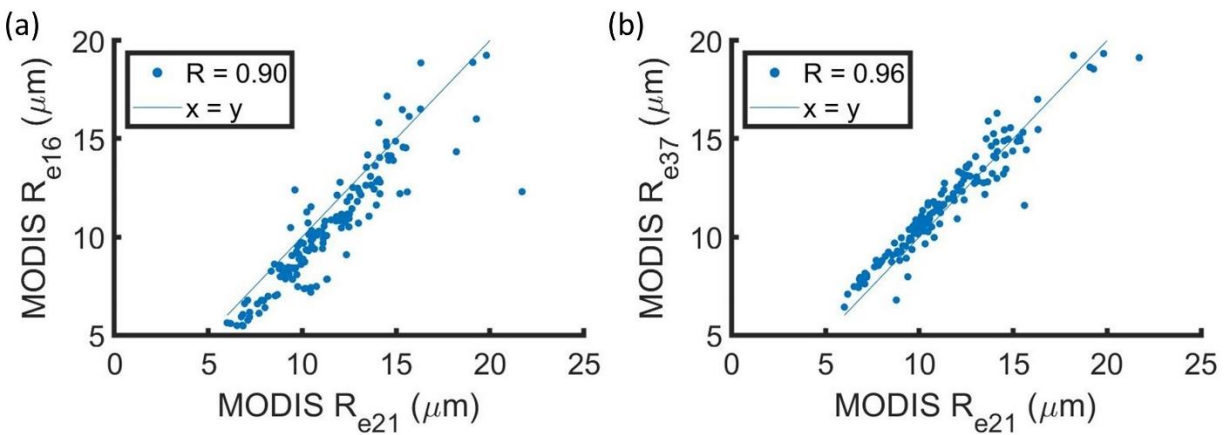 (a)
20
15
10
5
0 5 10 15 20 25
MODIS R_e16 (μm)
MODIS R_e21 (μm)
R = 0.90
x = y
(b)
20
15
10
5
0 5 10 15 20 25
MODIS R_e37 (μm)
MODIS R_e21 (μm)
R = 0.96
x = y